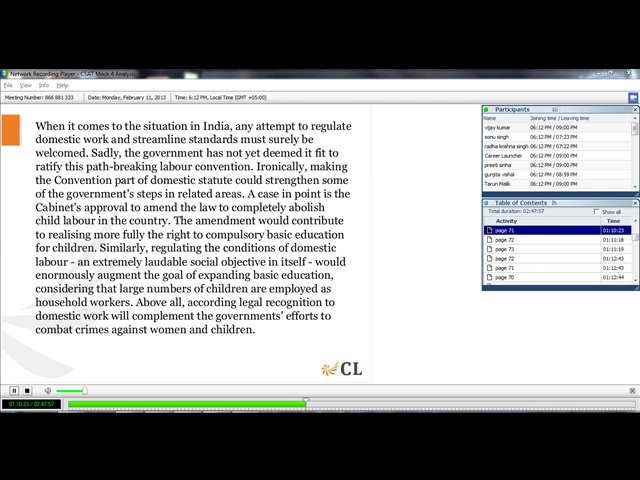 Network Recording Player - CSAT Mock 4 Analysis
File View Info Help
Meeting Number: 866 881 333 Date: Monday, February 11, 2013 Time: 6:12 PM, Local Time (GMT +05:00)
When it comes to the situation in India, any attempt to regulate
domestic work and streamline standards must surely be
welcomed. Sadly, the government has not yet deemed it fit to
ratify this path-breaking labour convention. Ironically, making
the Convention part of domestic statute could strengthen some
of the government's steps in related areas. A case in point is the
Cabinet's approval to amend the law to completely abolish
child labour in the country. The amendment would contribute
to realising more fully the right to compulsory basic education
for children. Similarly, regulating the conditions of domestic
labour - an extremely laudable social objective in itself - would
enormously augment the goal of expanding basic education,
considering that large numbers of children are employed as
household workers. Above all, according legal recognition to
domestic work will complement the governments' efforts to
combat crimes against women and children.
CL
Participants
Name Joining time / Leaving time
vijay kumar 06:12 PM / 09:00 PM
sonu singh 06:12 PM / 07:23 PM
radha krishna singh 06:12 PM / 07:22 PM
Career Launcher 06:12 PM / 09:00 PM
preeti sinha 06:12 PM / 09:00 PM
gunjita vishal 06:12 PM / 08:59 PM
Tarun Malik 06:12 PM / 09:00 PM
Table of Contents
Total duration: 02:47:57 Show all
Activity Time
page 71 01:10:23
page 72 01:11:18
page 73 01:11:19
page 72 01:12:43
page 71 01:12:43
page 70 01:12:44
01:10:23 / 02:47:57